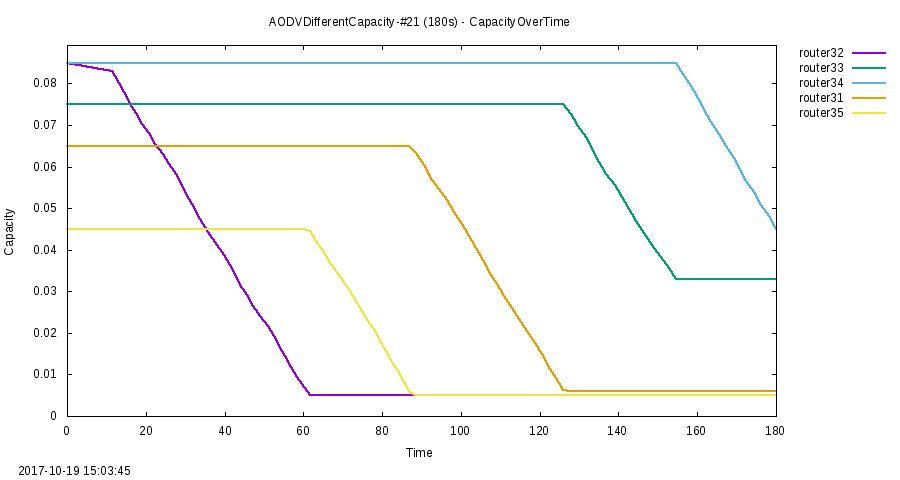 AODVDifferentCapacity-#21 (180s) - CapacityOverTime
router32
router33
router34
router31
router35
0.08
0.07
0.06
0.05
0.04
0.03
0.02
0.01
0
Capacity
0 20 40 60 80 100 120 140 160 180
Time
2017-10-19 15:03:45